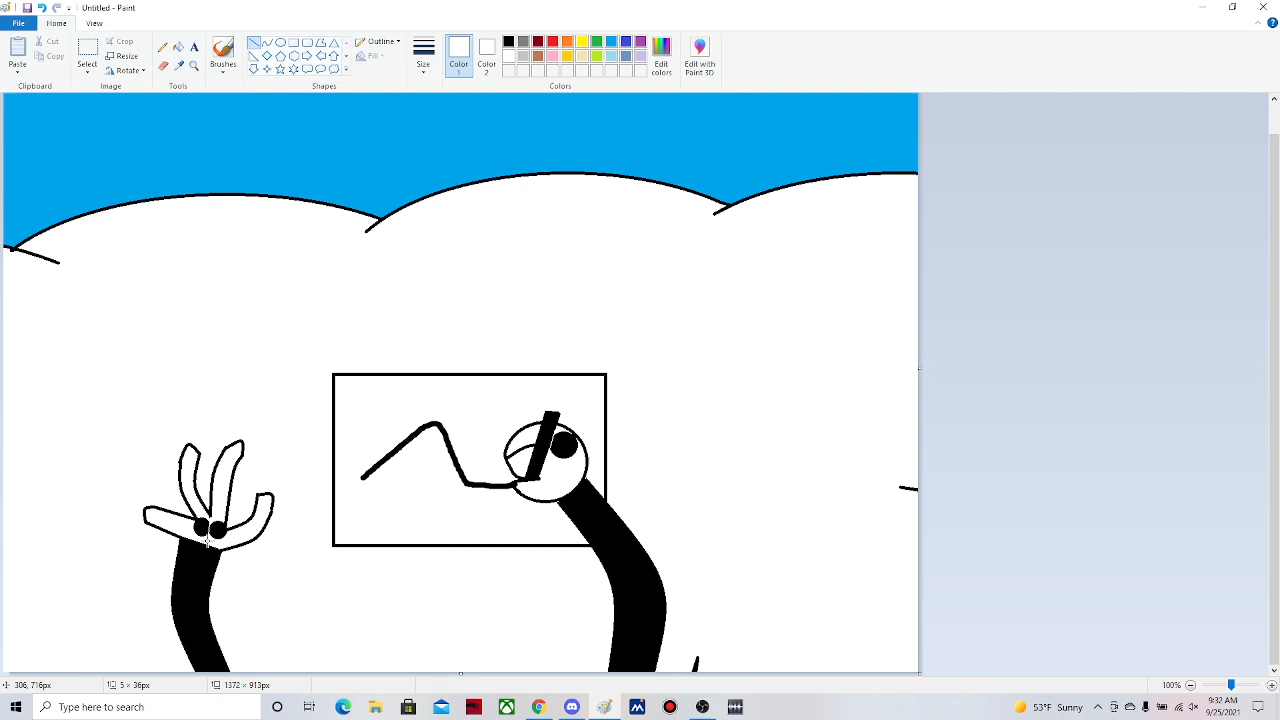 Untitled - Paint
File Home View
Paste
Cut
Copy
Clipboard
Select
Crop
Resize
Rotate
Image
Tools
Brushes
Outline
Fill
Shapes
Size
Color 1
Color 2
Edit colors
Colors
Edit with Paint 3D
306, 716px
5 × 36px
1372 × 913px
100%
Type here to search
53°F Sunny
9:32 AM
9/25/2021